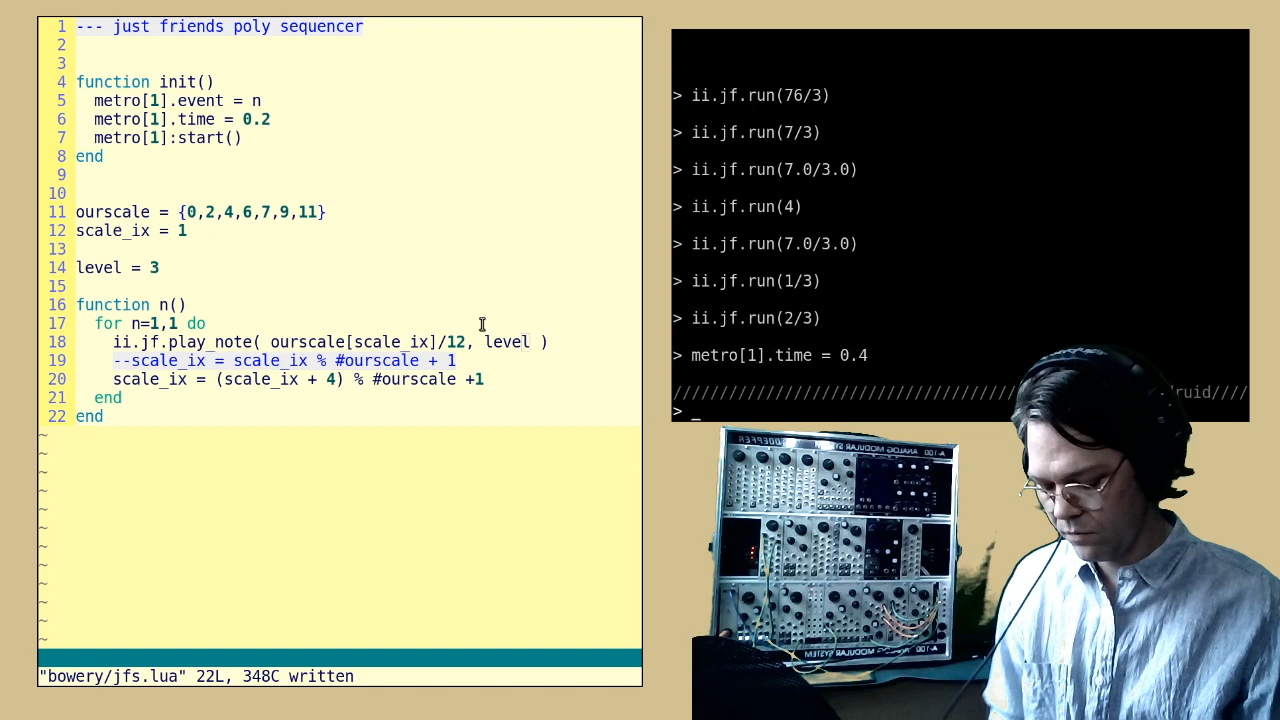 1 --- just friends poly sequencer
2
3
4 function init()
5   metro[1].event = n
6   metro[1].time = 0.2
7   metro[1]:start()
8 end
9
10
11 ourscale = {0,2,4,6,7,9,11}
12 scale_ix = 1
13
14 level = 3
15
16 function n()
17   for n=1,1 do
18     ii.jf.play_note( ourscale[scale_ix]/12, level )
19     --scale_ix = scale_ix % #ourscale + 1
20     scale_ix = (scale_ix + 4) % #ourscale +1
21   end
22 end
~
~
~
~
~
~
~
~
~
~
~
~
"bowery/jfs.lua" 22L, 348C written
> ii.jf.run(76/3)
> ii.jf.run(7/3)
> ii.jf.run(7.0/3.0)
> ii.jf.run(4)
> ii.jf.run(7.0/3.0)
> ii.jf.run(1/3)
> ii.jf.run(2/3)
> metro[1].time = 0.4
//////////////////////////////////// ruid////
> _
DOEPFER A-100 ANALOG MODULAR SYSTEM
A-100 MODULAR SYSTEM